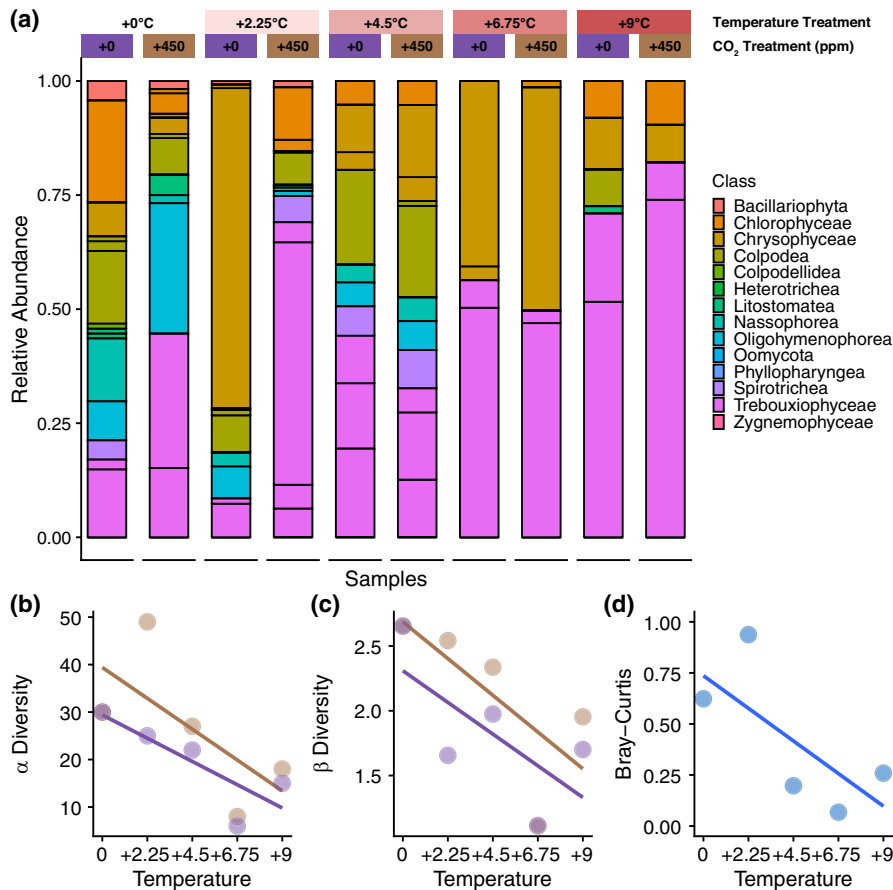 (a)
+0°C +2.25°C +4.5°C +6.75°C +9°C Temperature Treatment
+0 +450 +0 +450 +0 +450 +0 +450 +0 +450 CO₂ Treatment (ppm)
1.00
0.75
0.50
0.25
0.00
Relative Abundance
Samples
Class
Bacillariophyta
Chlorophyceae
Chrysophyceae
Colpodea
Colpodellidea
Heterotrichea
Litostomatea
Nassophorea
Oligohymenophorea
Oomycota
Phyllopharyngea
Spirotrichea
Trebouxiophyceae
Zygnemophyceae
(b)
50
40
30
20
10
α Diversity
0 +2.25 +4.5 +6.75 +9
Temperature
(c)
2.5
2.0
1.5
β Diversity
0 +2.25 +4.5 +6.75 +9
Temperature
(d)
1.00
0.75
0.50
0.25
0.00
Bray−Curtis
0 +2.25 +4.5 +6.75 +9
Temperature